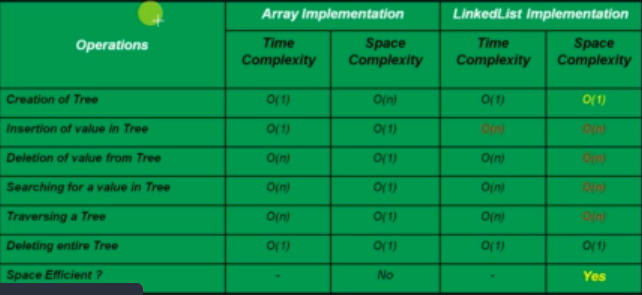 Operations Array Implementation LinkedList Implementation
Time Complexity Space Complexity Time Complexity Space Complexity
Creation of Tree O(1) O(n) O(1) O(1)
Insertion of value in Tree O(1) O(1) O(n) O(n)
Deletion of value from Tree O(n) O(1) O(n) O(n)
Searching for a value in Tree O(n) O(1) O(n) O(n)
Traversing a Tree O(n) O(1) O(n) O(n)
Deleting entire Tree O(1) O(1) O(1) O(1)
Space Efficient ? - No - Yes